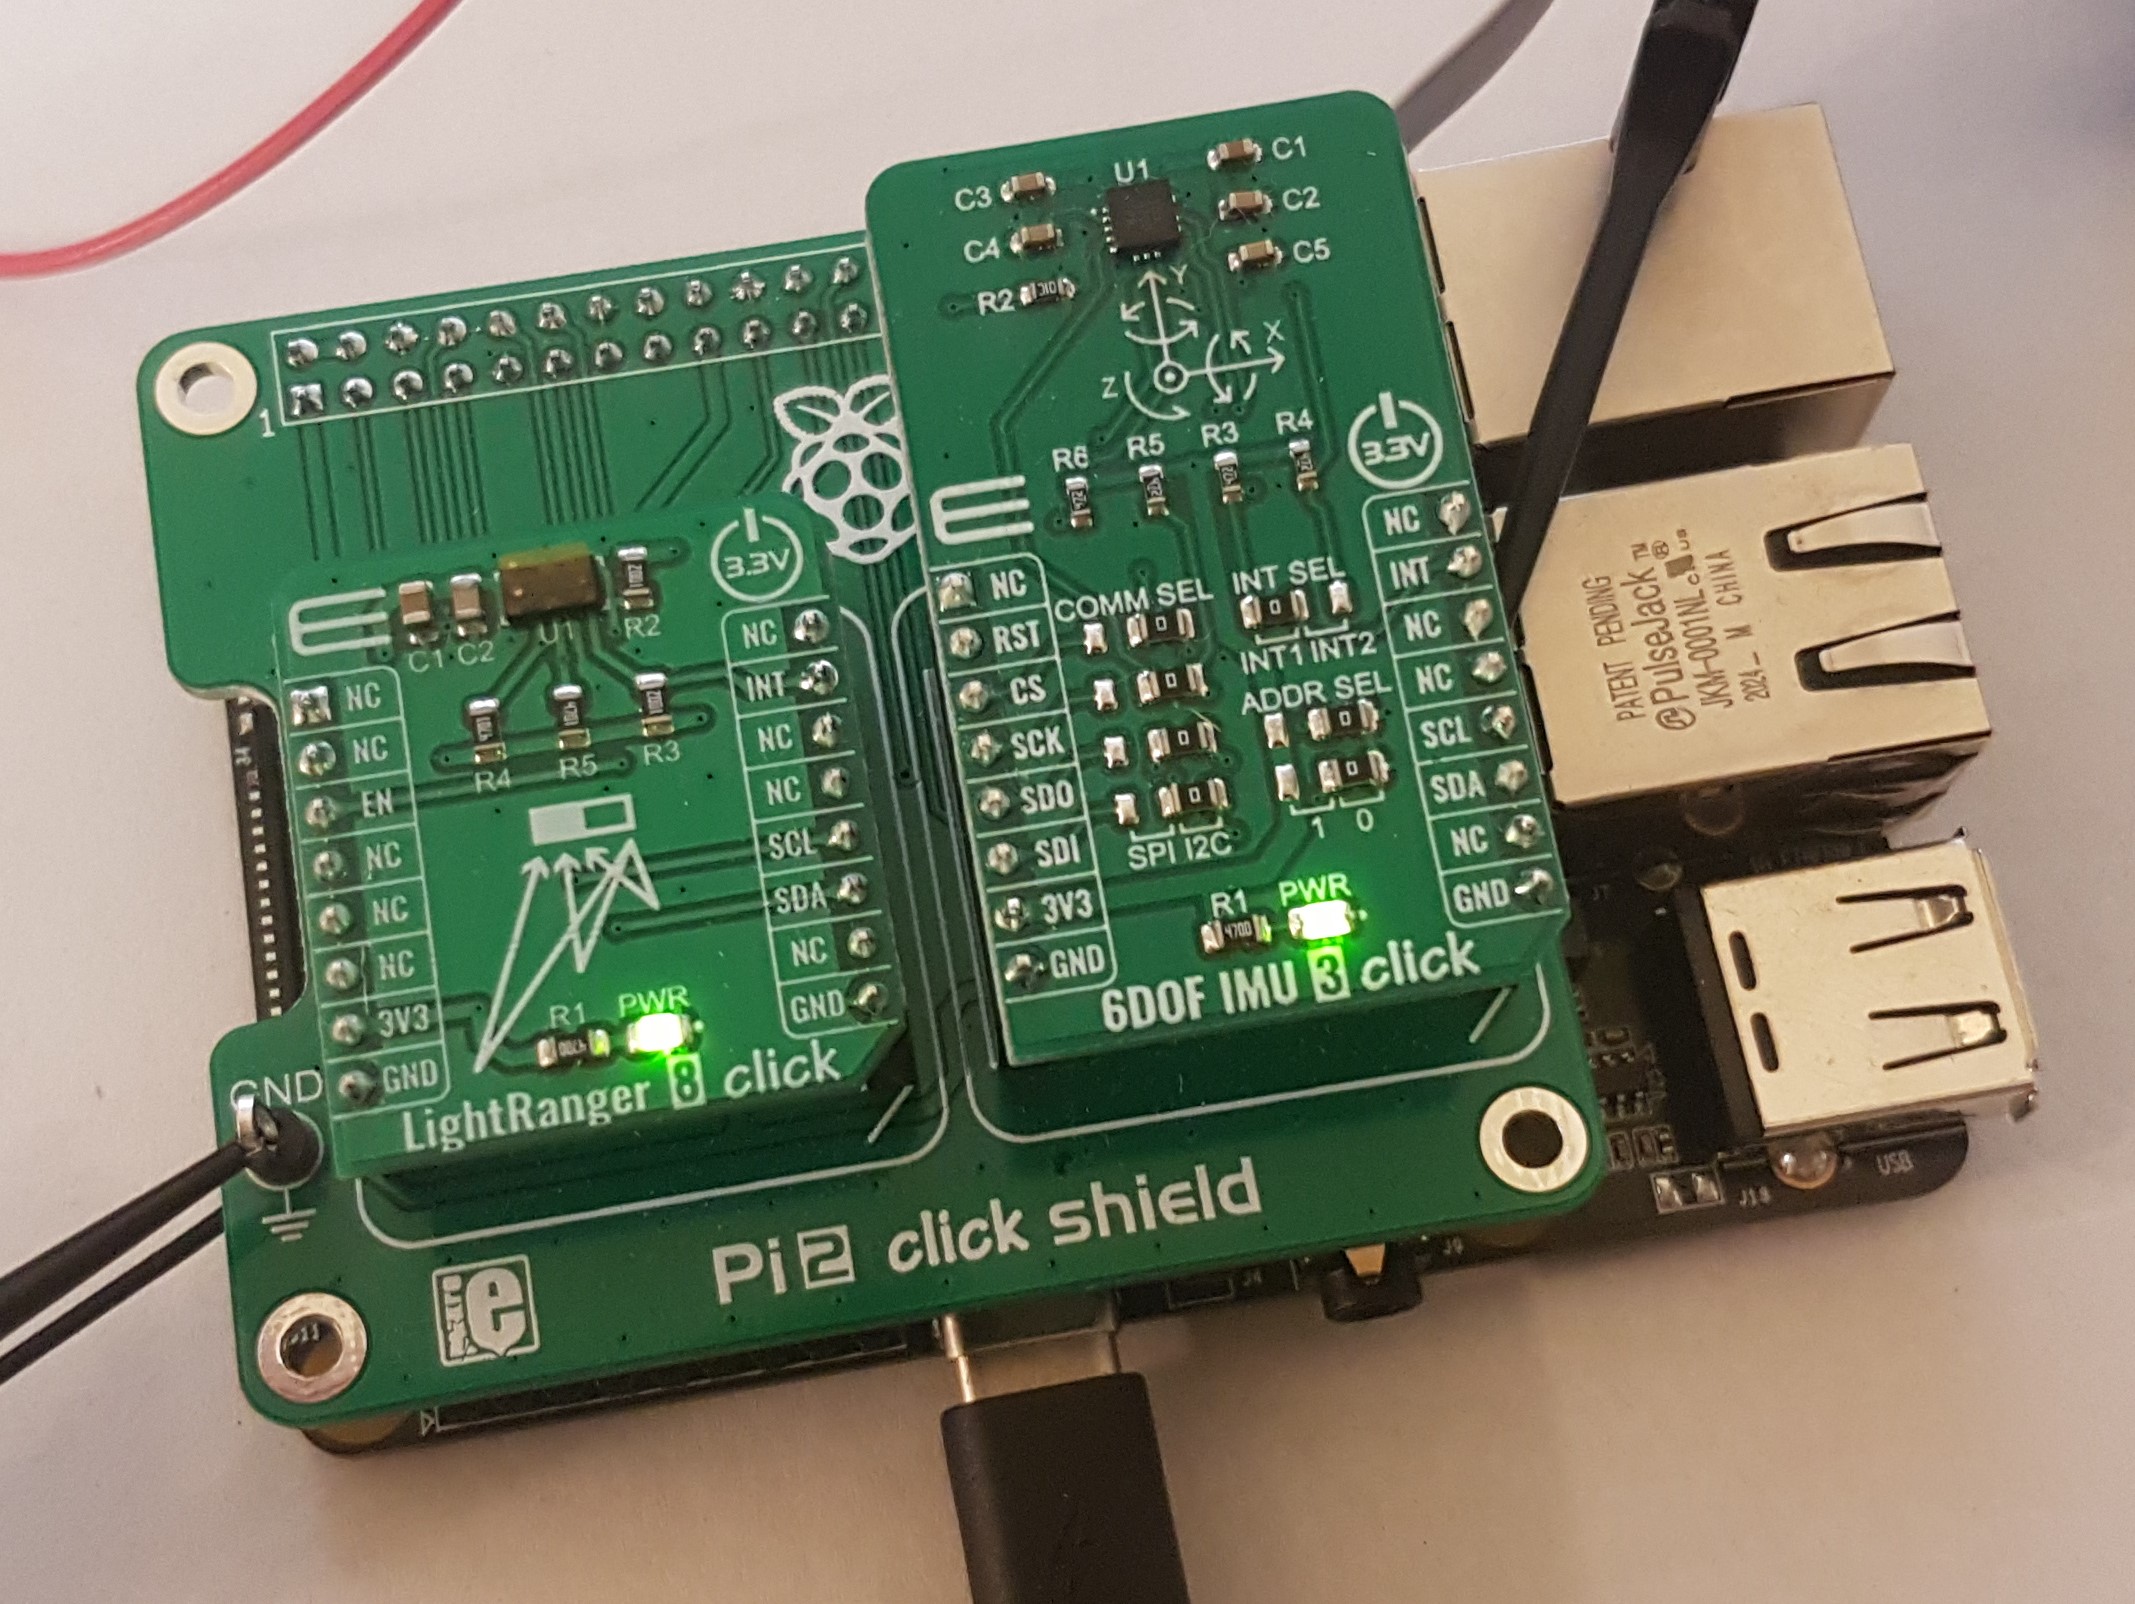 1
3.3V
C1 C2
U1
R2
R4
R5
R3
NC
NC
EN
NC
NC
NC
3V3
GND
NC
INT
NC
NC
SCL
SDA
NC
GND
R1
PWR
LightRanger 8 click
GND
C3
C4
R2
U1
C1
C2
C5
Y
X
Z
R6
R5
R3
R4
3.3V
NC
RST
CS
SCK
SDO
SDI
3V3
GND
COMM SEL
SPI I2C
INT SEL
INT1 INT2
ADDR SEL
1 0
NC
INT
NC
NC
SCL
SDA
NC
GND
R1
4700
PWR
6DOF IMU 3 click
Pi 2 click shield
PATENT PENDING
PulseJack™
JKM-0001NL
2024 M CHINA
USB